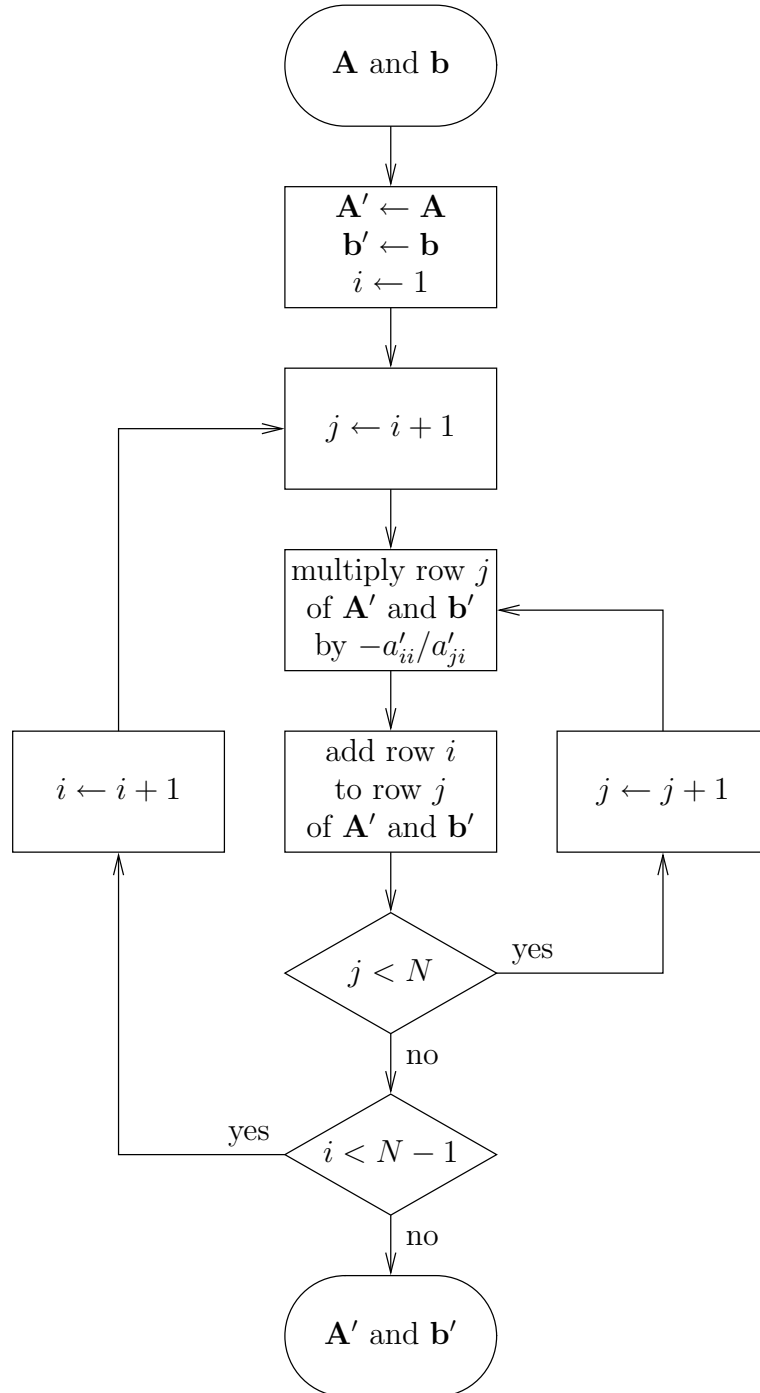 A and b
A′ ← A
b′ ← b
i ← 1
j ← i + 1
multiply row j
of A′ and b′
by −a′ii/a′ji
add row i
to row j
of A′ and b′
i ← i + 1
j ← j + 1
j < N
yes
no
i < N − 1
yes
no
A′ and b′